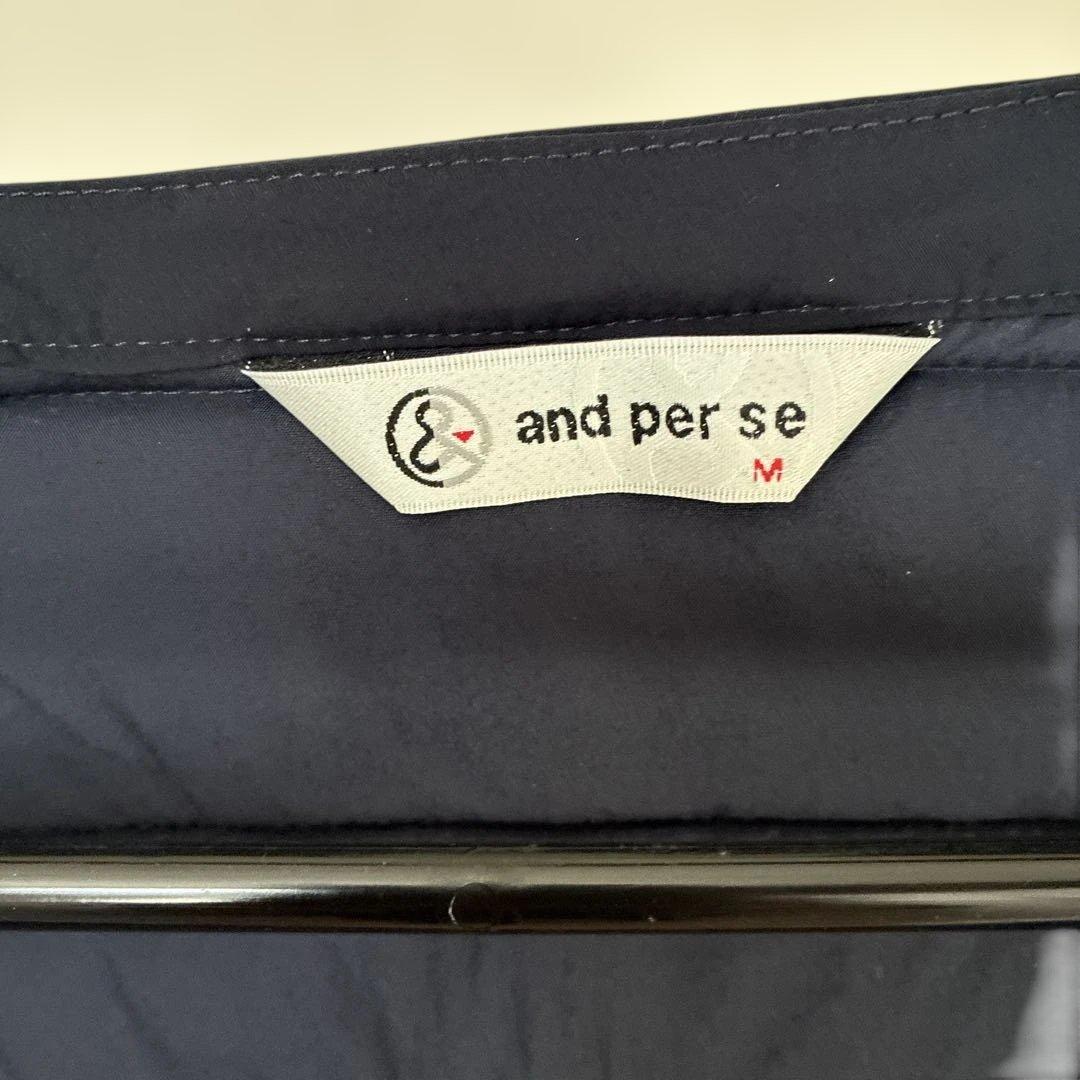 & and per se
M